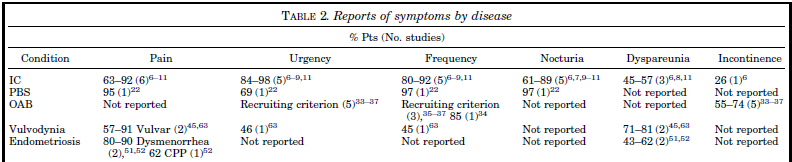 TABLE 2. Reports of symptoms by disease
% Pts (No. studies)
Condition Pain Urgency Frequency Nocturia Dyspareunia Incontinence
IC 63–92 (6)6–11 84–98 (5)6–9,11 80–92 (5)6–9,11 61–89 (5)6,7,9–11 45–57 (3)6,8,11 26 (1)6
PBS 95 (1)22 69 (1)22 97 (1)22 97 (1)22 Not reported Not reported
OAB Not reported Recruiting criterion (5)33–37 Recruiting criterion Not reported Not reported 55–74 (5)33–37
(3),35–37 85 (1)34
Vulvodynia 57–91 Vulvar (2)45,63 46 (1)63 45 (1)63 Not reported 71–81 (2)45,63 Not reported
Endometriosis 80–90 Dysmenorrhea Not reported Not reported Not reported 43–62 (2)51,52 Not reported
(2),51,52 62 CPP (1)52